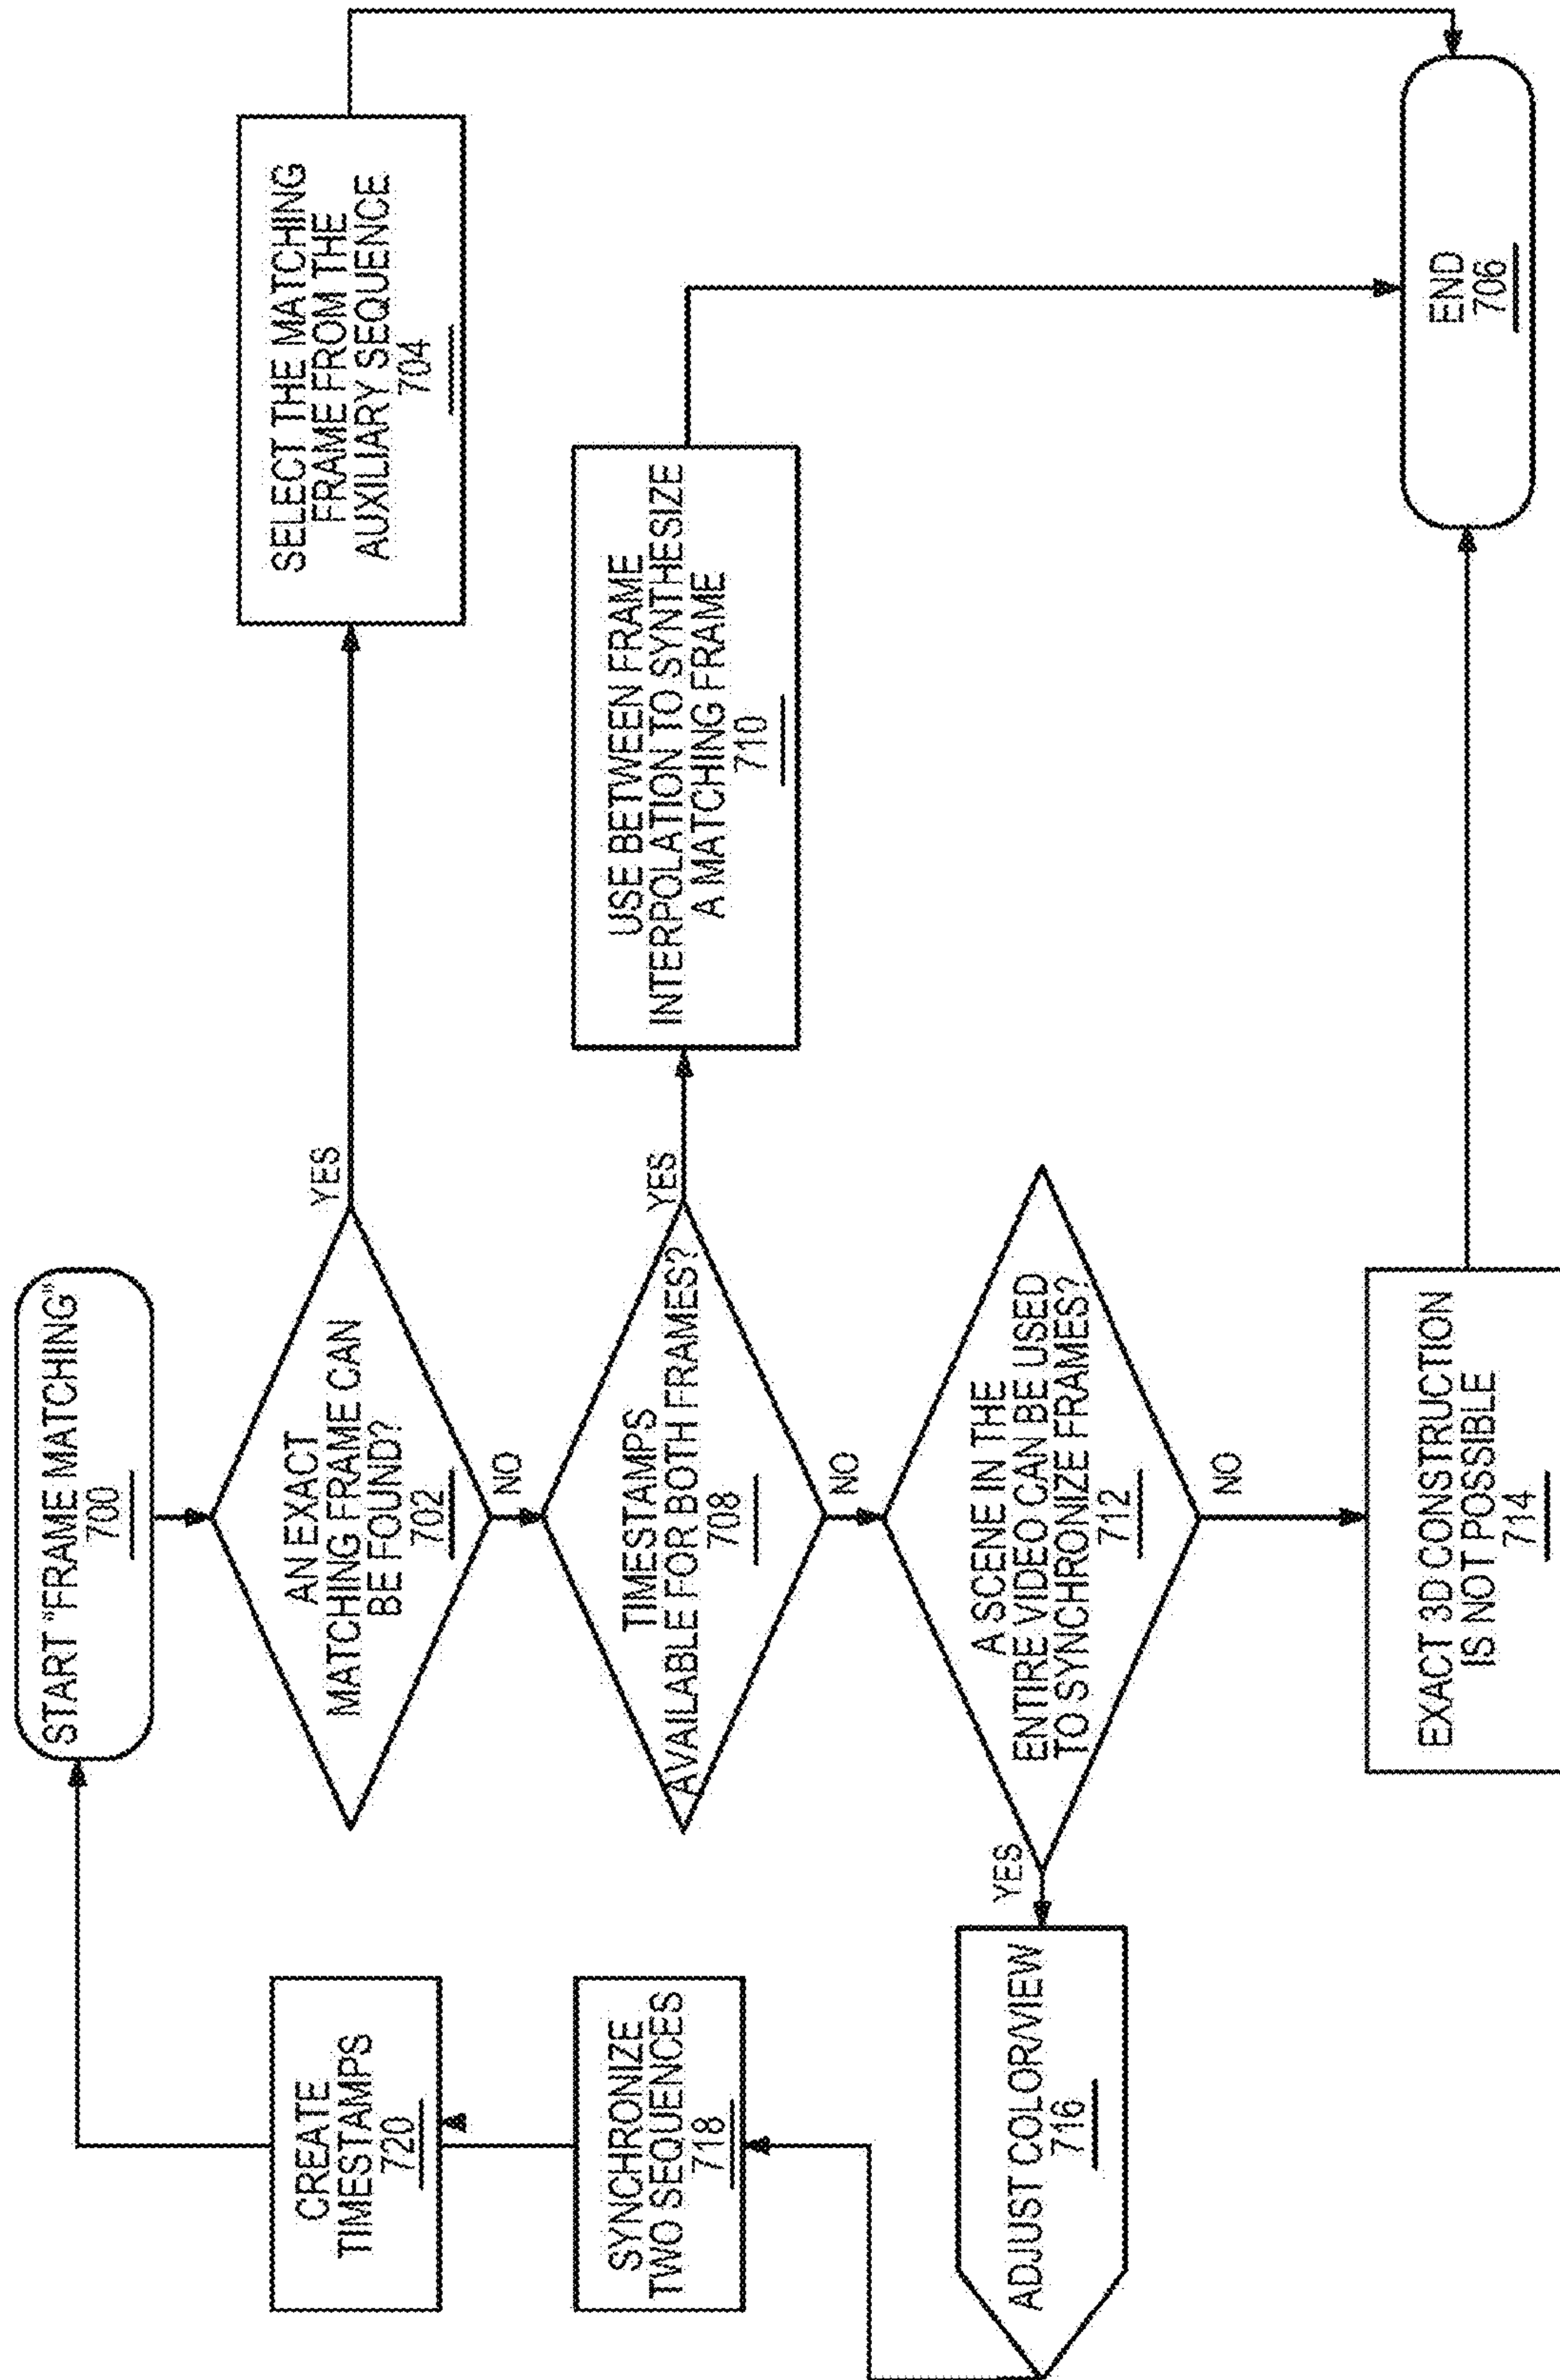 START "FRAME MATCHING"
700
AN EXACT
MATCHING FRAME CAN
BE FOUND?
702
YES
SELECT THE MATCHING
FRAME FROM THE
AUXILIARY SEQUENCE
704
NO
TIMESTAMPS
AVAILABLE FOR BOTH FRAMES?
708
YES
USE BETWEEN FRAME
INTERPOLATION TO SYNTHESIZE
A MATCHING FRAME
710
NO
A SCENE IN THE
ENTIRE VIDEO CAN BE USED
TO SYNCHRONIZE FRAMES?
712
YES
ADJUST COLOR/VIEW
716
SYNCHRONIZE
TWO SEQUENCES
718
CREATE
TIMESTAMPS
720
NO
EXACT 3D CONSTRUCTION
IS NOT POSSIBLE
714
END
706